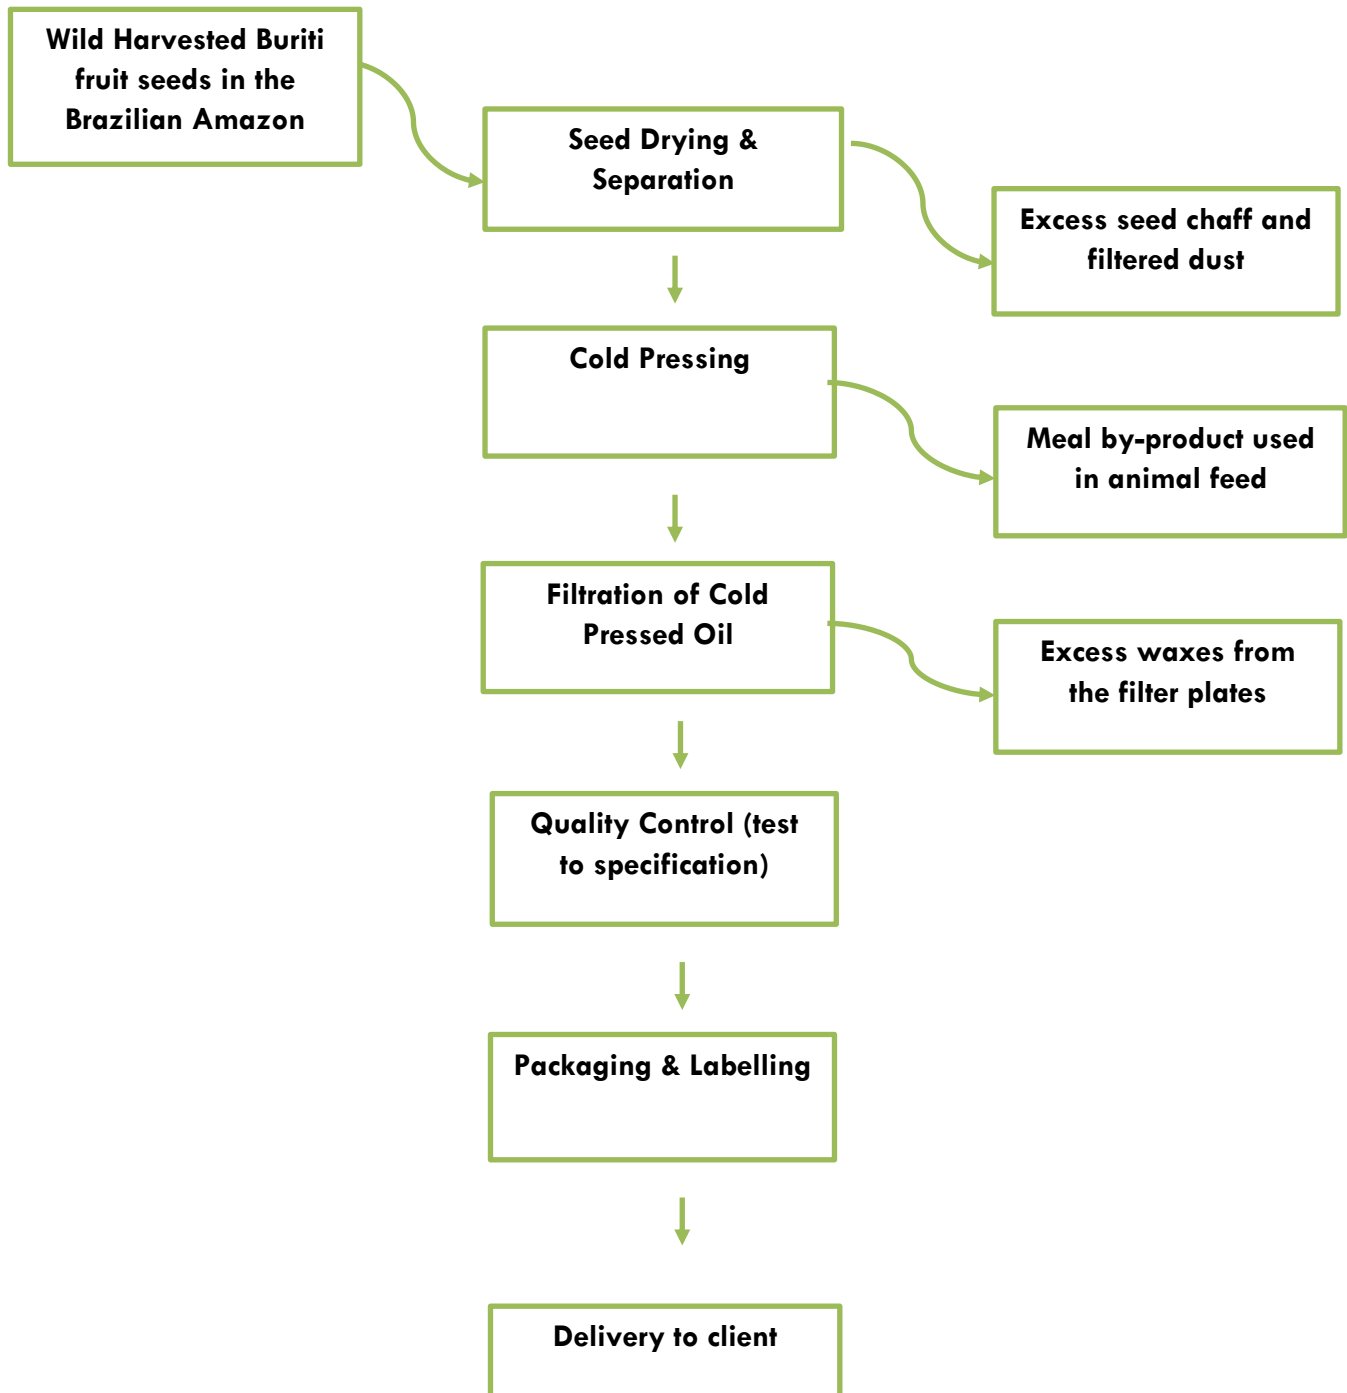 Wild Harvested Buriti
fruit seeds in the
Brazilian Amazon
Seed Drying &
Separation
Excess seed chaff and
filtered dust
Cold Pressing
Meal by-product used
in animal feed
Filtration of Cold
Pressed Oil
Excess waxes from
the filter plates
Quality Control (test
to specification)
Packaging & Labelling
Delivery to client